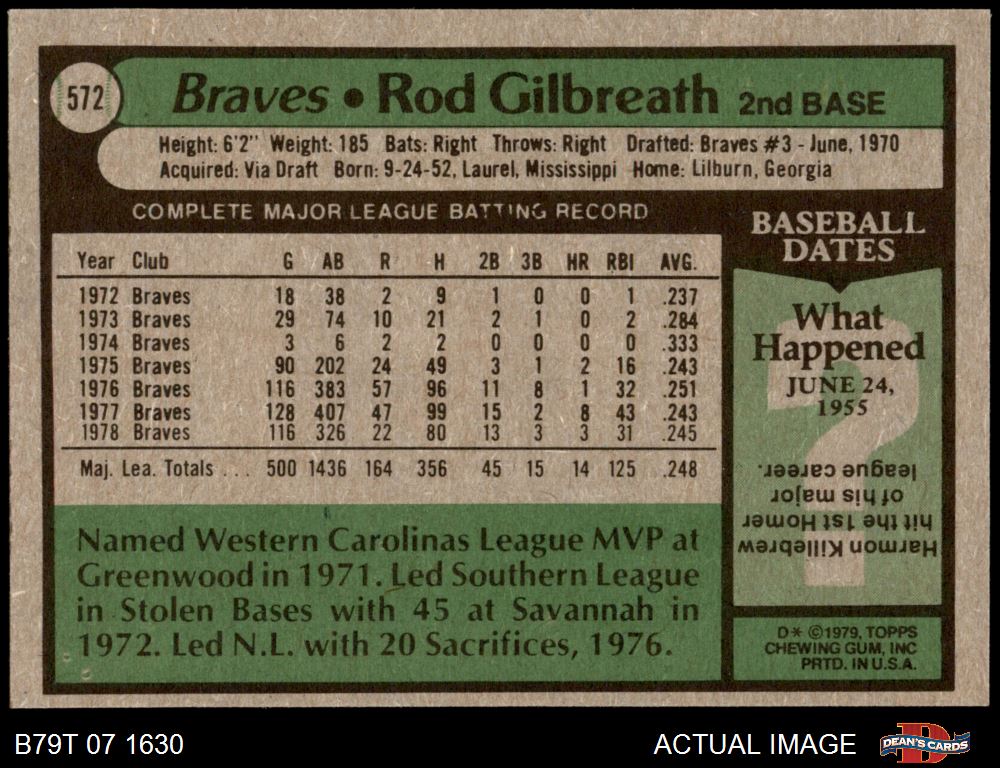 572
Braves • Rod Gilbreath 2nd BASE
Height: 6'2" Weight: 185 Bats: Right Throws: Right Drafted: Braves #3 - June, 1970
Acquired: Via Draft Born: 9-24-52, Laurel, Mississippi Home: Lilburn, Georgia
COMPLETE MAJOR LEAGUE BATTING RECORD
Year Club G AB R H 2B 3B HR RBI AVG.
1972 Braves 18 38 2 9 1 0 0 1 .237
1973 Braves 29 74 10 21 2 1 0 2 .284
1974 Braves 3 6 2 2 0 0 0 0 .333
1975 Braves 90 202 24 49 3 1 2 16 .243
1976 Braves 116 383 57 96 11 8 1 32 .251
1977 Braves 128 407 47 99 15 2 8 43 .243
1978 Braves 116 326 22 80 13 3 3 31 .245
Maj. Lea. Totals . . . 500 1436 164 356 45 15 14 125 .248
Named Western Carolinas League MVP at
Greenwood in 1971. Led Southern League
in Stolen Bases with 45 at Savannah in
1972. Led N.L. with 20 Sacrifices, 1976.
BASEBALL
DATES
What
Happened
JUNE 24,
1955
?
Harmon Killebrew
hit the 1st Homer
of his major
league career.
D* ©1979, TOPPS
CHEWING GUM, INC
PRTD. IN U.S.A.
B79T 07 1630
ACTUAL IMAGE
D
DEAN'S CARDS